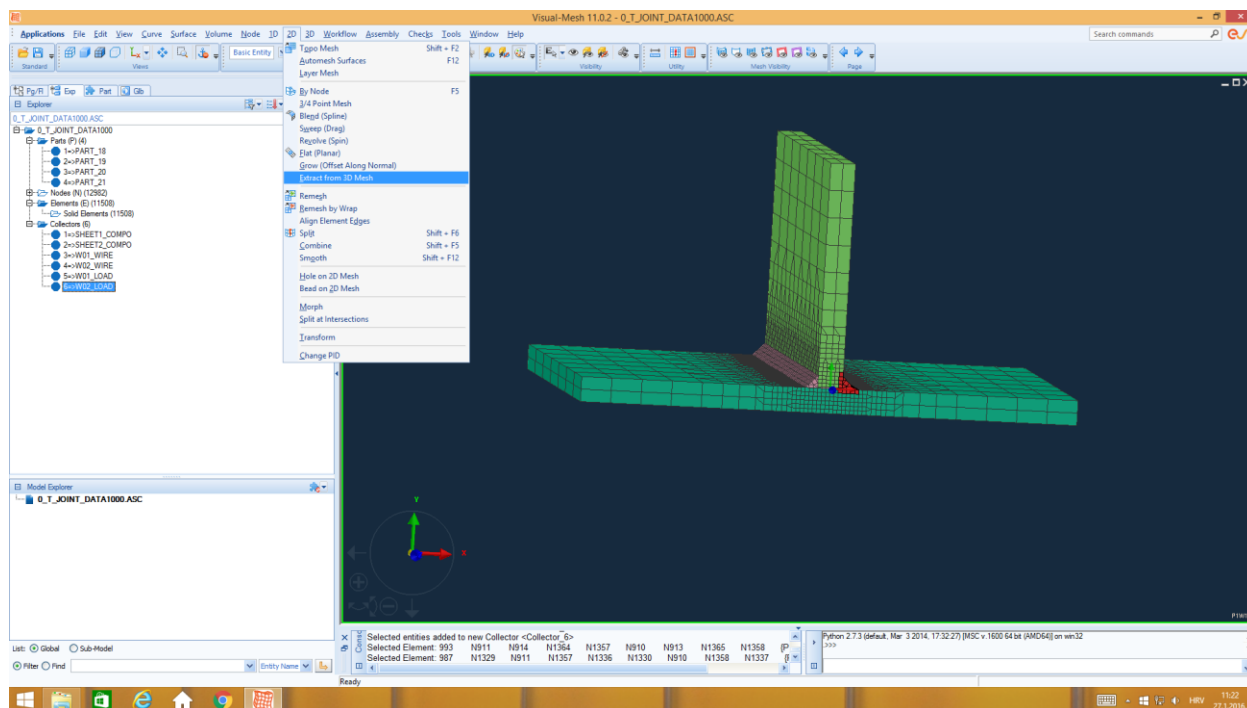 Visual-Mesh 11.0.2 - 0_T_JOINT_DATA1000.ASC
Applications File Edit View Curve Surface Volume Node 1D 2D 3D Workflow Assembly Checks Tools Window Help
Search commands
Basic Entity
Standard Views Visibility Utility Mesh Visibility Page
Pg/R Exp Part Glb
Explorer
0_T_JOINT_DATA1000.ASC
0_T_JOINT_DATA1000
Parts (P) (4)
1=>PART_18
2=>PART_19
3=>PART_20
4=>PART_21
Nodes (N) (12982)
Elements (E) (11508)
Solid Elements (11508)
Collectors (6)
1=>SHEET1_COMPO
2=>SHEET2_COMPO
3=>W01_WIRE
4=>W02_WIRE
5=>W01_LOAD
6=>W02_LOAD
Topo Mesh Shift + F2
Automesh Surfaces F12
Layer Mesh
By Node F5
3/4 Point Mesh
Blend (Spline)
Sweep (Drag)
Revolve (Spin)
Flat (Planar)
Grow (Offset Along Normal)
Extract from 3D Mesh
Remesh
Remesh by Wrap
Align Element Edges
Split Shift + F6
Combine Shift + F5
Smooth Shift + F12
Hole on 2D Mesh
Bead on 2D Mesh
Morph
Split at Intersections
Transform
Change PID
Model Explorer
0_T_JOINT_DATA1000.ASC
Y
X
P1W1
List: Global Sub-Model
Filter Find
Entity Name
Selected entities added to new Collector <Collector_6>
Selected Element: 993 N911 N914 N1364 N1357 N910 N913 N1365 N1358
Selected Element: 987 N1329 N911 N1357 N1336 N1330 N910 N1358 N1337
Python 2.7.3 (default, Mar 3 2014, 17:32:27) [MSC v.1600 64 bit (AMD64)] on win32
>>>
Ready
HRV
11:22
27.1.2016